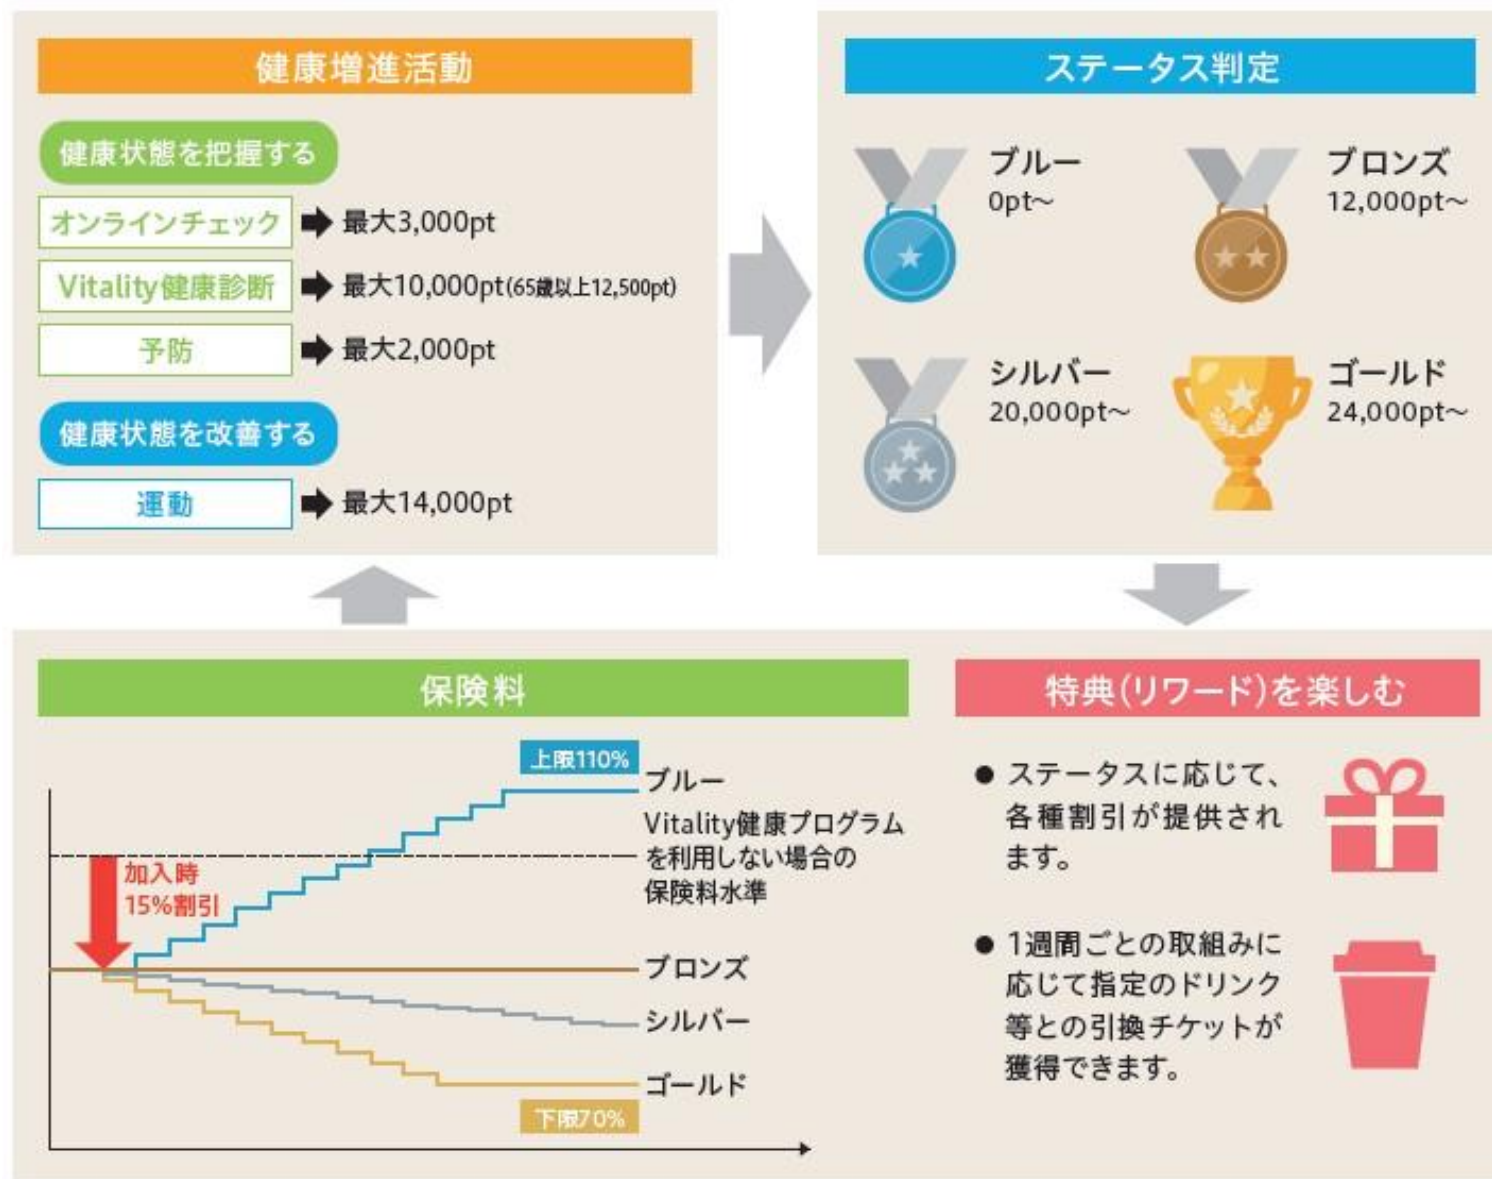 健康増進活動
健康状態を把握する
オンラインチェック
最大3,000pt
Vitality健康診断
最大10,000pt(65歳以上12,500pt)
予防
最大2,000pt
健康状態を改善する
運動
最大14,000pt
ステータス判定
ブルー
0pt～
ブロンズ
12,000pt～
シルバー
20,000pt～
ゴールド
24,000pt～
保険料
上限110%
ブルー
Vitality健康プログラム
を利用しない場合の
保険料水準
加入時
15%割引
ブロンズ
シルバー
ゴールド
下限70%
特典(リワード)を楽しむ
● ステータスに応じて、
各種割引が提供され
ます。
● 1週間ごとの取組みに
応じて指定のドリンク
等との引換チケットが
獲得できます。